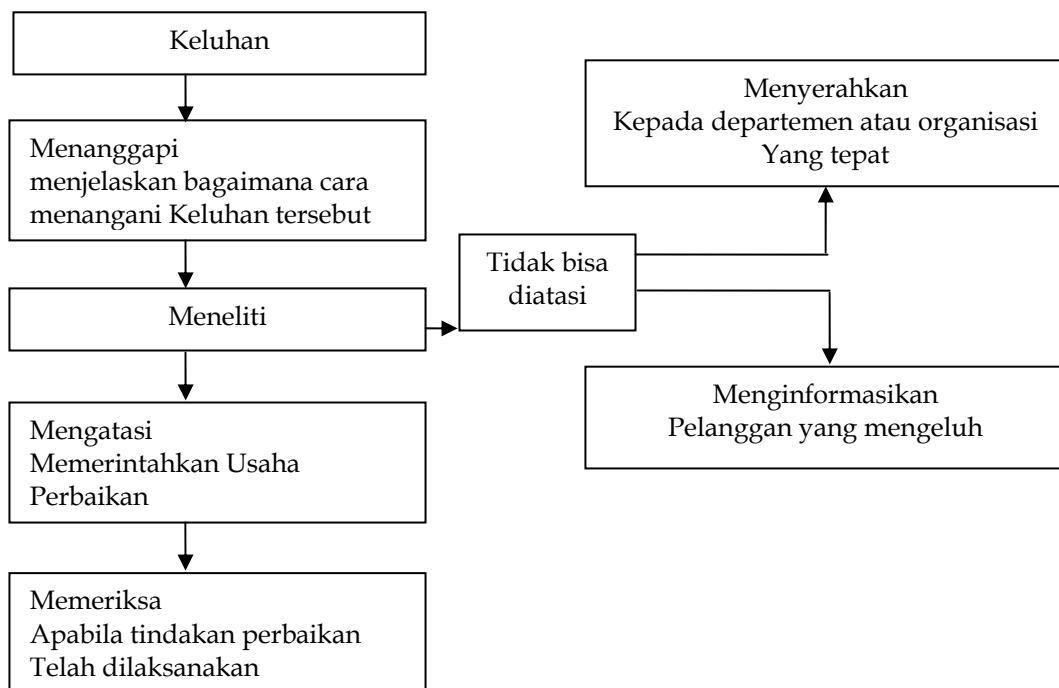 Keluhan
Menanggapi
menjelaskan bagaimana cara
menangani Keluhan tersebut
Meneliti
Mengatasi
Memerintahkan Usaha
Perbaikan
Memeriksa
Apabila tindakan perbaikan
Telah dilaksanakan
Tidak bisa
diatasi
Menyerahkan
Kepada departemen atau organisasi
Yang tepat
Menginformasikan
Pelanggan yang mengeluh